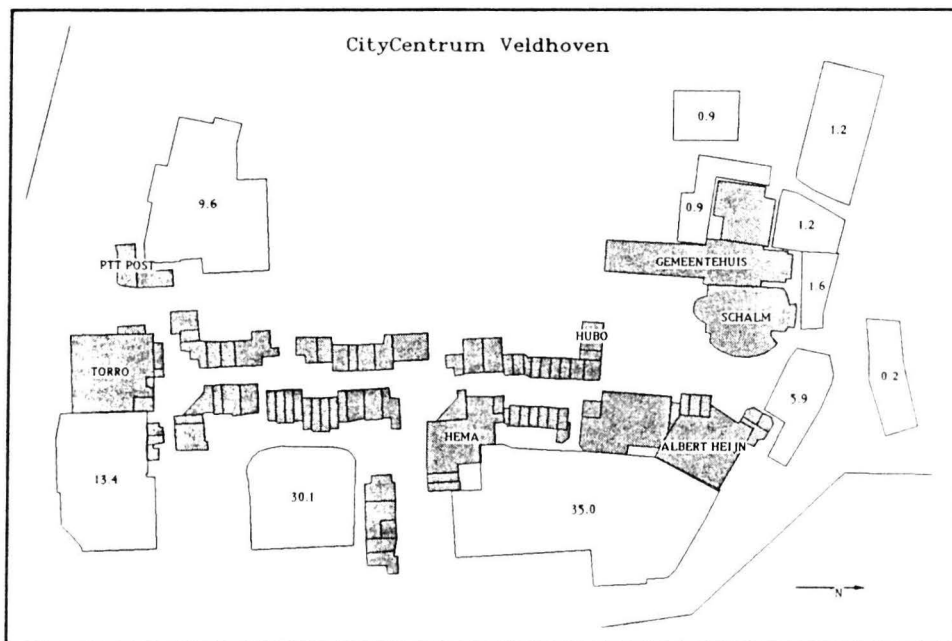 CityCentrum Veldhoven
0.9
1.2
9.6
0.9
1.2
PTT POST
GEMEENTEHUIS
1.6
SCHALM
HUBO
TORRO
0.2
5.9
HEMA
ALBERT HEIJN
13.4
30.1
35.0
N